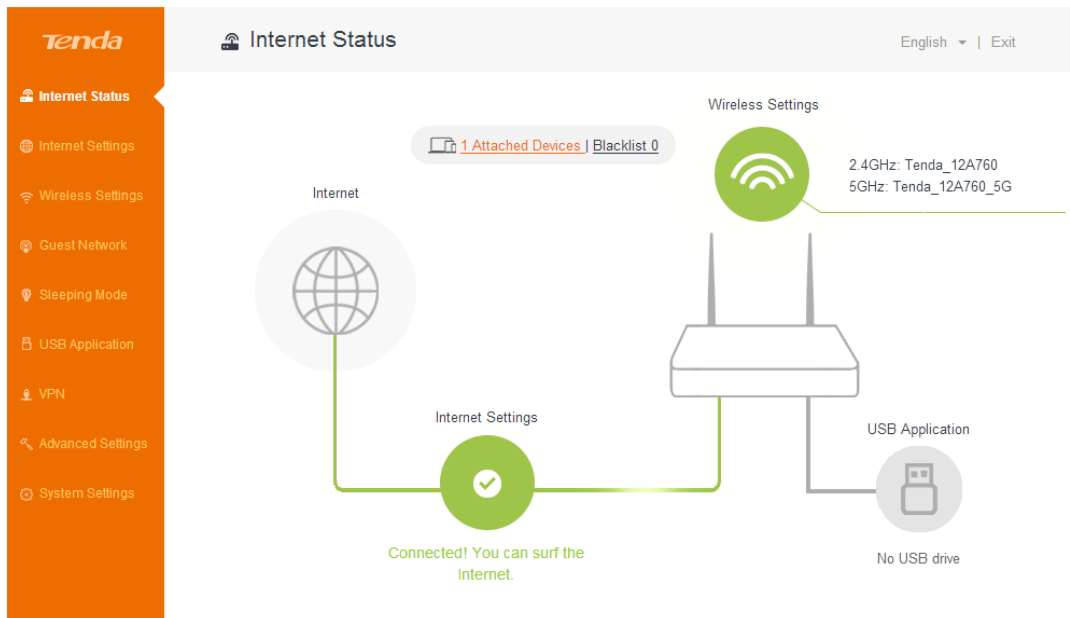 Tenda
Internet Status
English | Exit
Internet Status
Internet Settings
Wireless Settings
Guest Network
Sleeping Mode
USB Application
VPN
Advanced Settings
System Settings
Wireless Settings
1 Attached Devices | Blacklist 0
2.4GHz: Tenda_12A760
5GHz: Tenda_12A760_5G
Internet
Internet Settings
USB Application
Connected! You can surf the
Internet.
No USB drive